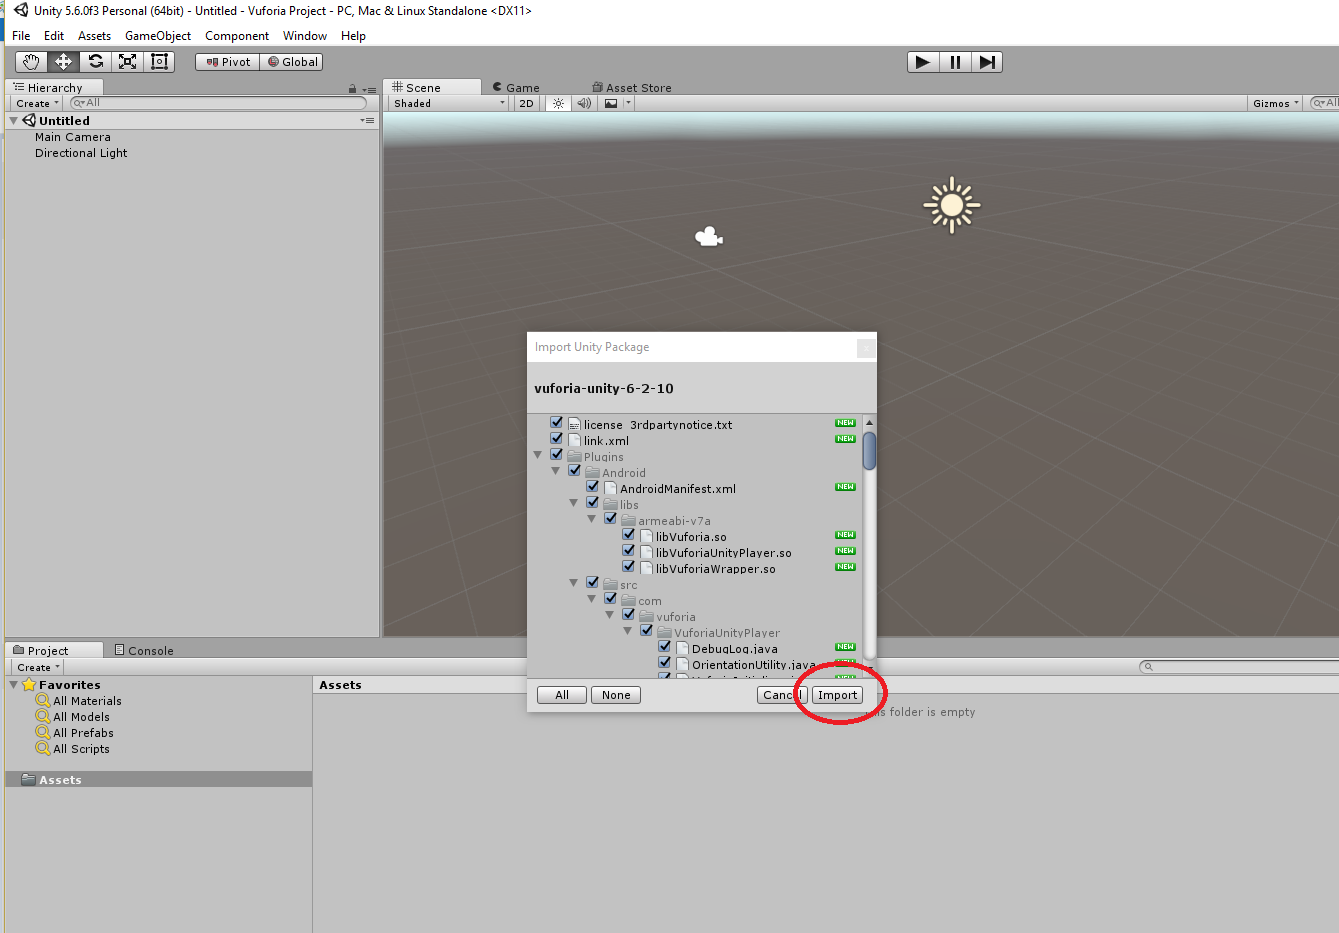 Unity 5.6.0f3 Personal (64bit) - Untitled - Vuforia Project - PC, Mac & Linux Standalone <DX11>
File Edit Assets GameObject Component Window Help
Pivot Global
Hierarchy
Create All
Untitled
Main Camera
Directional Light
Scene Game Asset Store
Shaded 2D Gizmos All
Import Unity Package
vuforia-unity-6-2-10
license_3rdpartynotice.txt NEW
link.xml NEW
Plugins
Android
AndroidManifest.xml NEW
libs
armeabi-v7a
libVuforia.so NEW
libVuforiaUnityPlayer.so NEW
libVuforiaWrapper.so NEW
src
com
vuforia
VuforiaUnityPlayer
DebugLog.java NEW
OrientationUtility.java
All None Cancel Import
Project Console
Create
Favorites
All Materials
All Models
All Prefabs
All Scripts
Assets
Assets
This folder is empty